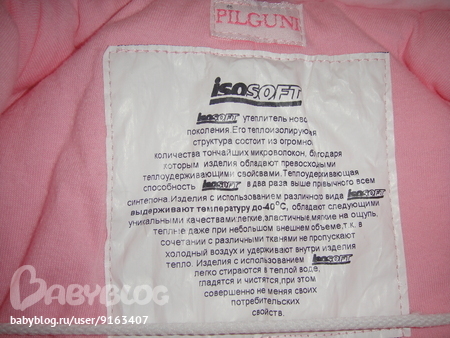 PILGUNI
isoSOFT
isoSOFT утеплитель ново
поколения.Его теплоизолирующая
структура состоит из огромно
количества тончайших микроволокон, благодаря
которым изделия обладают превосходными
теплоудерживающими свойствами.Теплоудерживающая
способность isoSOFT в два раза выше привычного всем
синтепона.Изделия с использованием различного вида isoSOFT
выдерживают температуру до-40°С, обладают следующими
уникальными качествами:легкие,эластичные,мягкие на ощупь,
теплые даже при небольшом внешнем объеме,т.к. в
сочетании с различными тканями не пропускают
холодный воздух и удерживают внутри изделия
тепло. Изделия с использованием isoSOFT
легко стираются в теплой воде,
гладятся и чистятся,при этом
совершенно не меняя своих
потребительских
свойств.
BABYBLOG
babyblog.ru/user/9163407